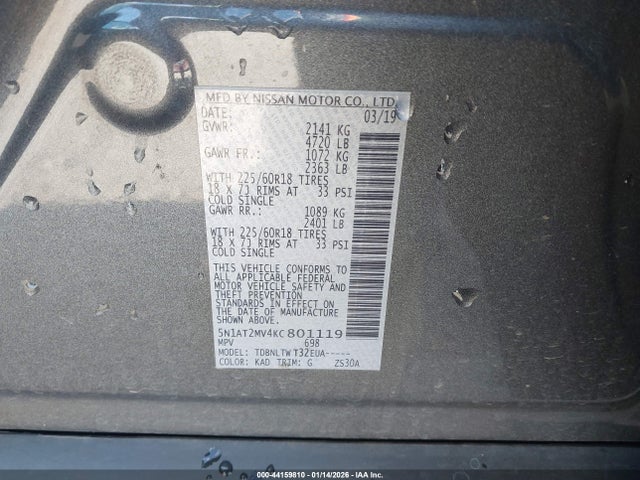 MFD BY NISSAN MOTOR CO., LTD.
DATE: 03/19
GVWR: 2141 KG
4720 LB
GAWR FR.: 1072 KG
2363 LB
WITH 225/60R18 TIRES
18 X 7J RIMS AT 33 PSI
COLD SINGLE
GAWR RR.: 1089 KG
2401 LB
WITH 225/60R18 TIRES
18 X 7J RIMS AT 33 PSI
COLD SINGLE
THIS VEHICLE CONFORMS TO
ALL APPLICABLE FEDERAL
MOTOR VEHICLE SAFETY AND
THEFT PREVENTION
STANDARDS IN EFFECT ON
THE DATE OF MANUFACTURE
SHOWN ABOVE.
5N1AT2MV4KC801119
MPV 698
MODEL: TDBNLTWT32EUA-----
COLOR: KAD TRIM: G ZS30A
000-44159810 - 01/14/2026 - IAA Inc.